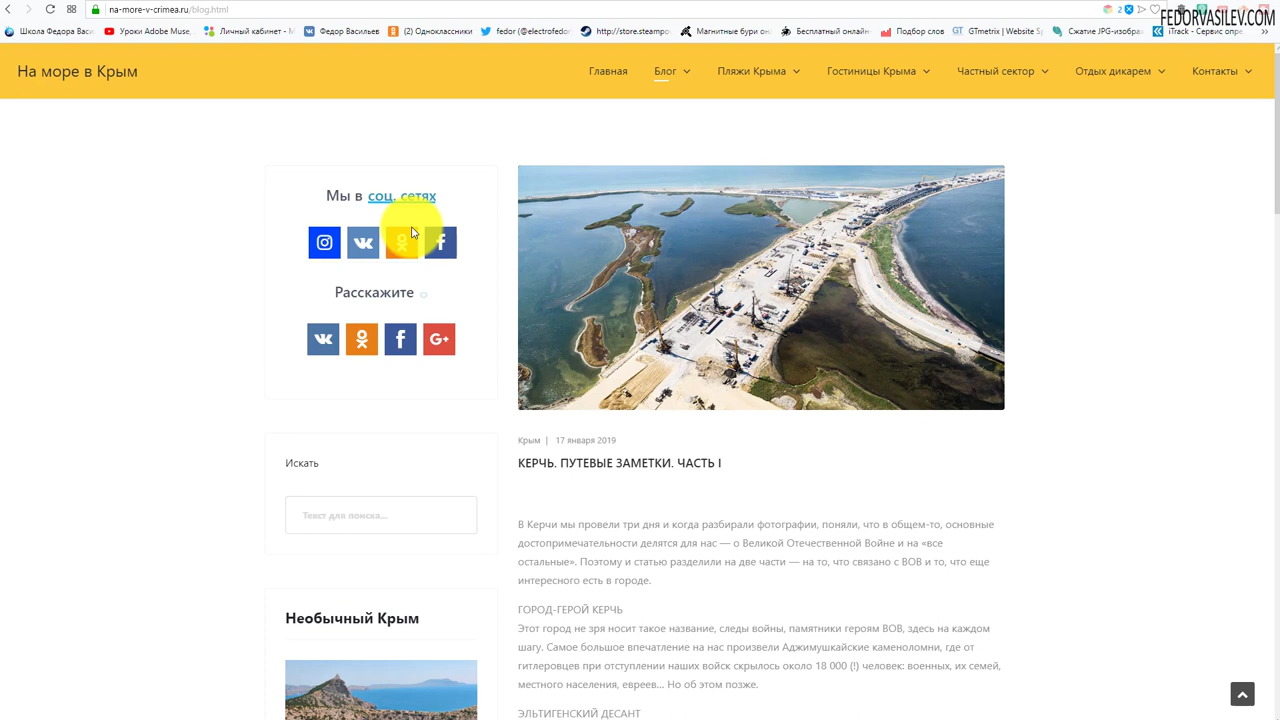 na-more-v-crimea.ru/blog.html
2
FEDORVASILEV.COM
Школа Федора Васи
Уроки Adobe Muse,
Личный кабинет - М
Федор Васильев
(2) Одноклассники
fedor (@electrofedor
http://store.steampo
Магнитные бури он
Бесплатный онлайн
Подбор слов
GTmetrix | Website S
Сжатие JPG-изобра
iTrack - Сервис опре
На море в Крым
Главная
Блог
Пляжи Крыма
Гостиницы Крыма
Частный сектор
Отдых дикарем
Контакты
Мы в соц. сетях
Расскажите о
Искать
Текст для поиска...
Необычный Крым
Крым | 17 января 2019
КЕРЧЬ. ПУТЕВЫЕ ЗАМЕТКИ. ЧАСТЬ I
В Керчи мы провели три дня и когда разбирали фотографии, поняли, что в общем-то, основные
достопримечательности делятся для нас — о Великой Отечественной Войне и на «все
остальные». Поэтому и статью разделили на две части — на то, что связано с ВОВ и то, что еще
интересного есть в городе.
ГОРОД-ГЕРОЙ КЕРЧЬ
Этот город не зря носит такое название, следы войны, памятники героям ВОВ, здесь на каждом
шагу. Самое большое впечатление на нас произвели Аджимушкайские каменоломни, где от
гитлеровцев при отступлении наших войск скрылось около 18 000 (!) человек: военных, их семей,
местного населения, евреев... Но об этом позже.
ЭЛЬТИГЕНСКИЙ ДЕСАНТ